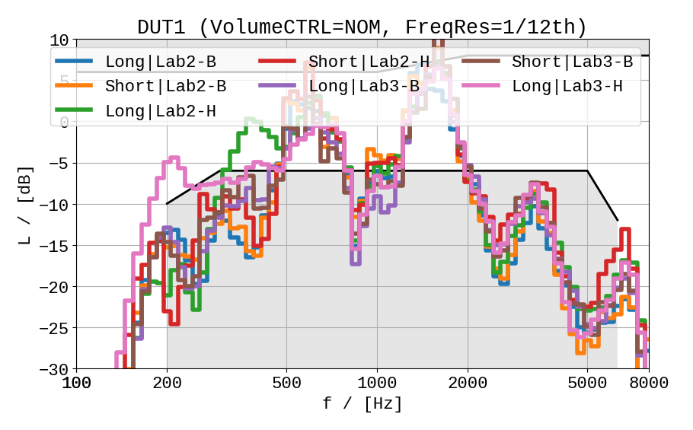 DUT1 (VolumeCTRL=NOM, FreqRes=1/12th)
10
Long|Lab2-B Short|Lab2-H Short|Lab3-B
Short|Lab2-B Long|Lab3-B Long|Lab3-H
Long|Lab2-H
0
−5
−10
−15
−20
−25
−30
L / [dB]
100 200 500 1000 2000 5000 8000
f / [Hz]